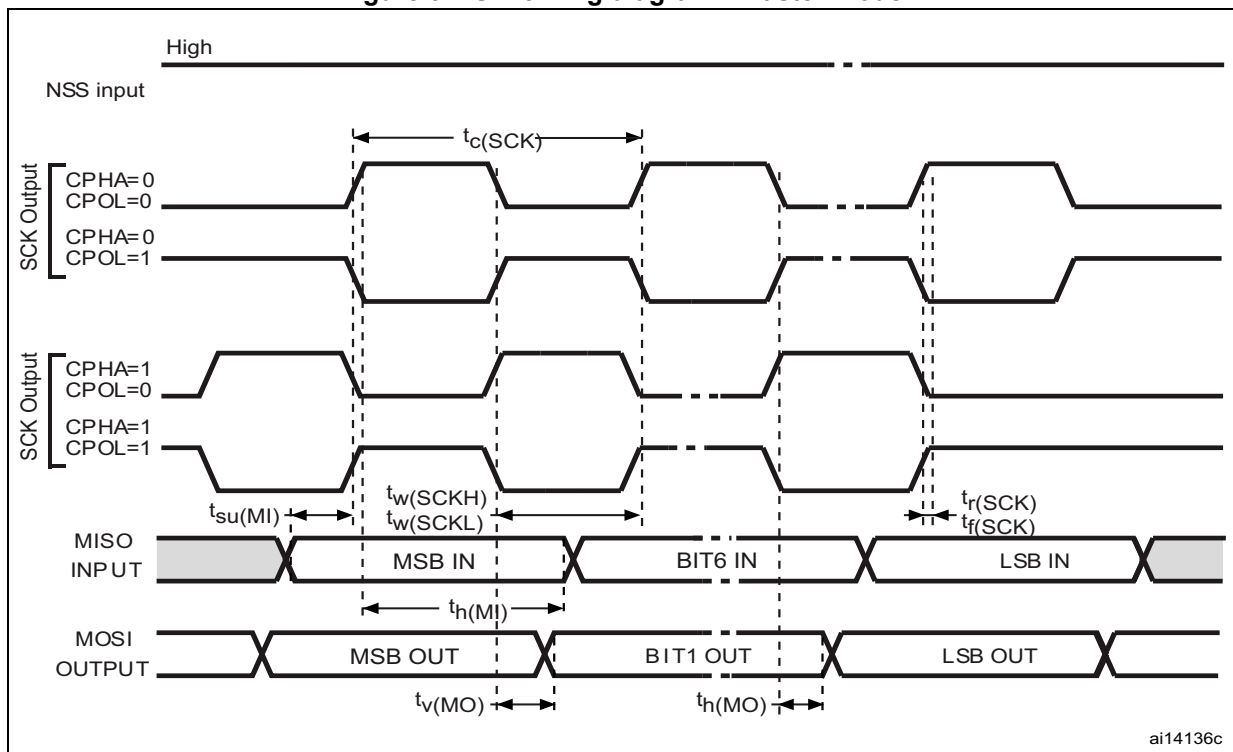 High
NSS input
tc(SCK)
SCK Output
CPHA=0
CPOL=0
CPHA=0
CPOL=1
SCK Output
CPHA=1
CPOL=0
CPHA=1
CPOL=1
tsu(MI)
tw(SCKH)
tw(SCKL)
tr(SCK)
tf(SCK)
MISO
INPUT
MSB IN
BIT6 IN
LSB IN
th(MI)
MOSI
OUTPUT
MSB OUT
BIT1 OUT
LSB OUT
tv(MO)
th(MO)
ai14136c